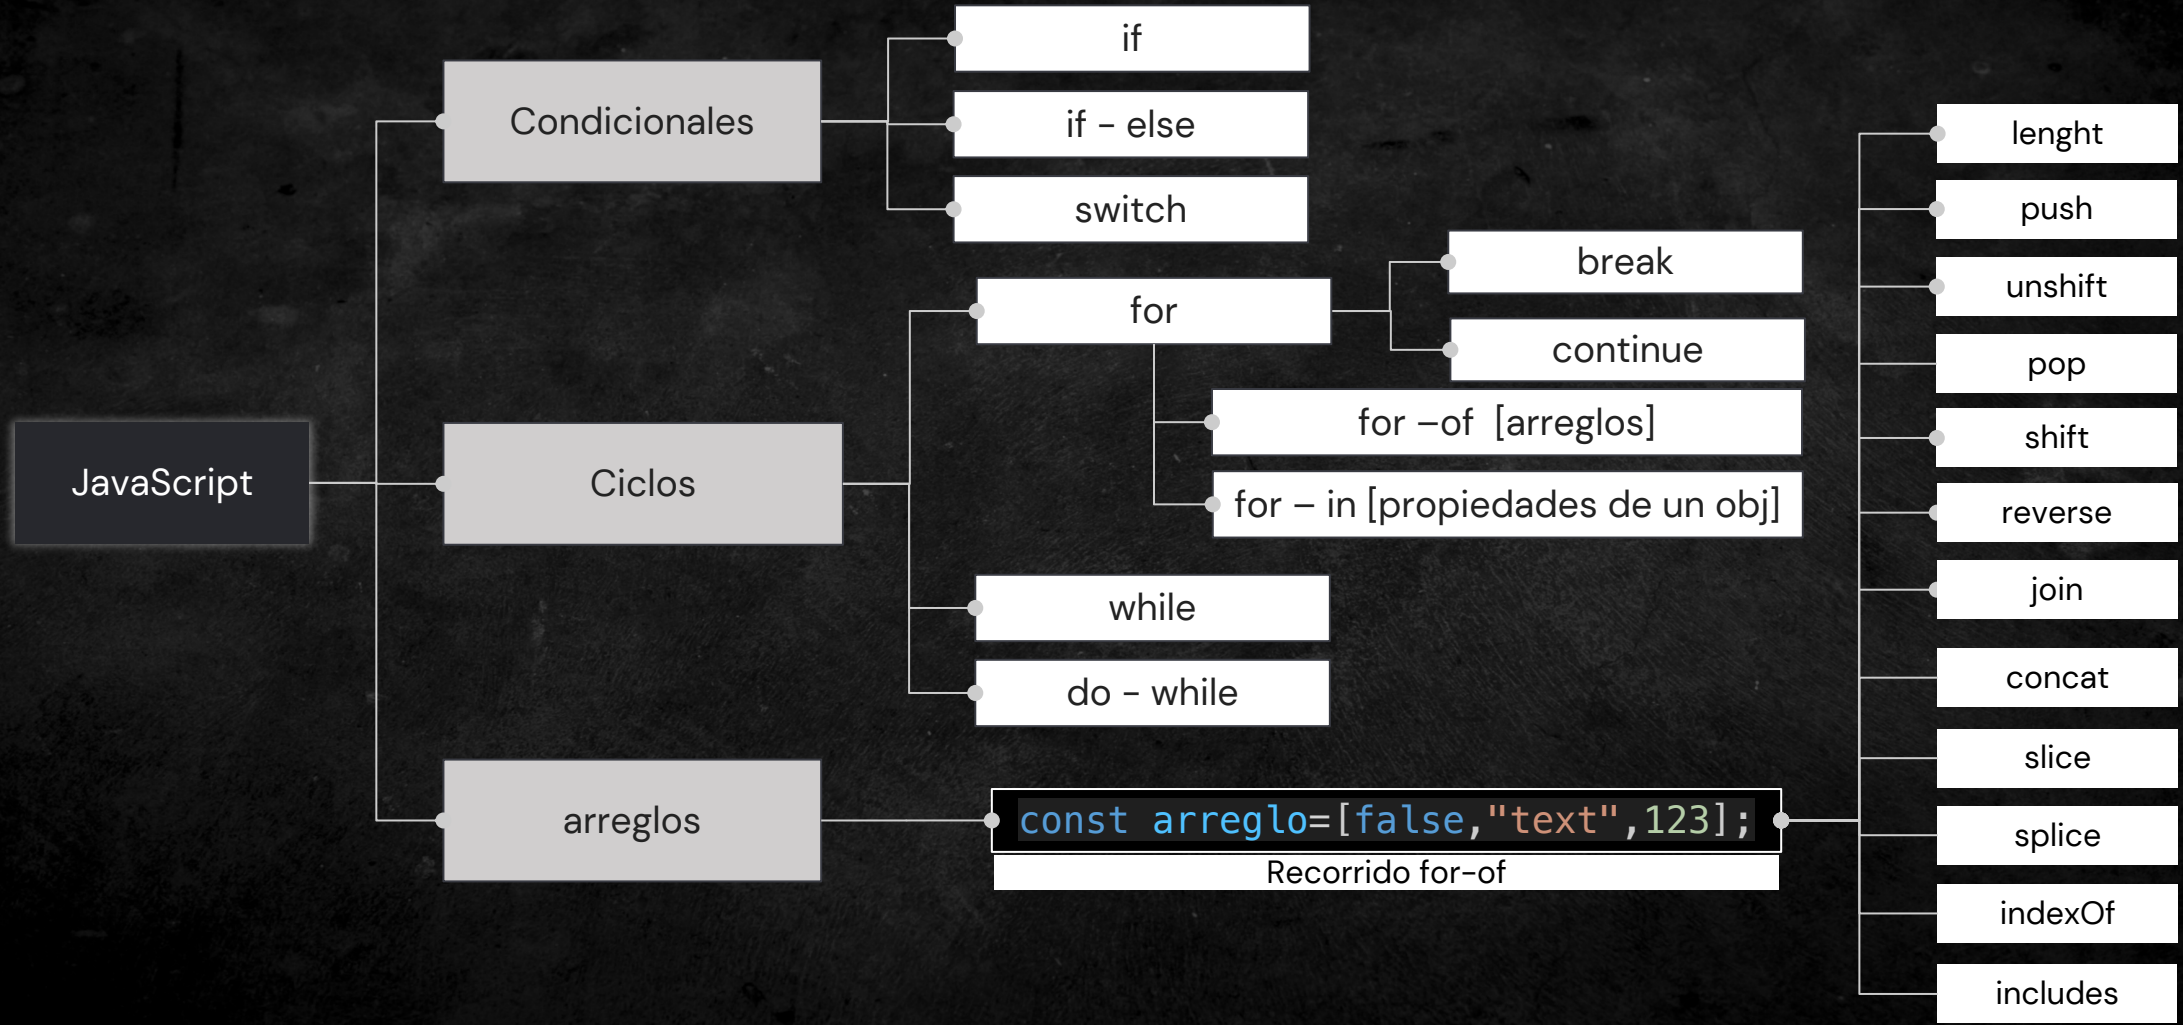 JavaScript
Condicionales
if
if - else
switch
Ciclos
for
break
continue
for –of [arreglos]
for – in [propiedades de un obj]
while
do - while
arreglos
const arreglo=[false,"text",123];
Recorrido for-of
lenght
push
unshift
pop
shift
reverse
join
concat
slice
splice
indexOf
includes